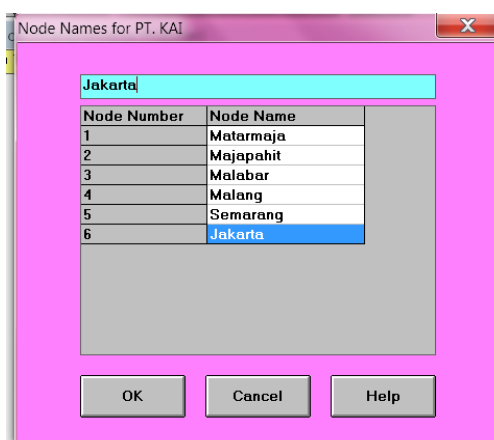 Node Names for PT. KAI
X
Jakarta
Node Number Node Name
1 Matarmaja
2 Majapahit
3 Malabar
4 Malang
5 Semarang
6 Jakarta
OK Cancel Help